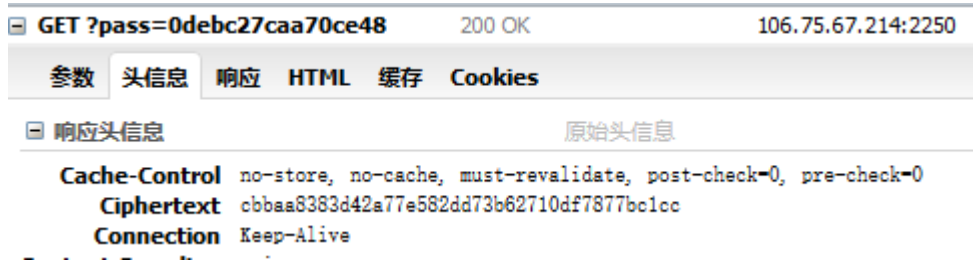 GET ?pass=0debc27caa70ce48 200 OK 106.75.67.214:2250
参数 头信息 响应 HTML 缓存 Cookies
响应头信息 原始头信息
Cache-Control no-store, no-cache, must-revalidate, post-check=0, pre-check=0
Ciphertext cbbaa8383d42a77e582dd73b62710df7877bc1cc
Connection Keep-Alive